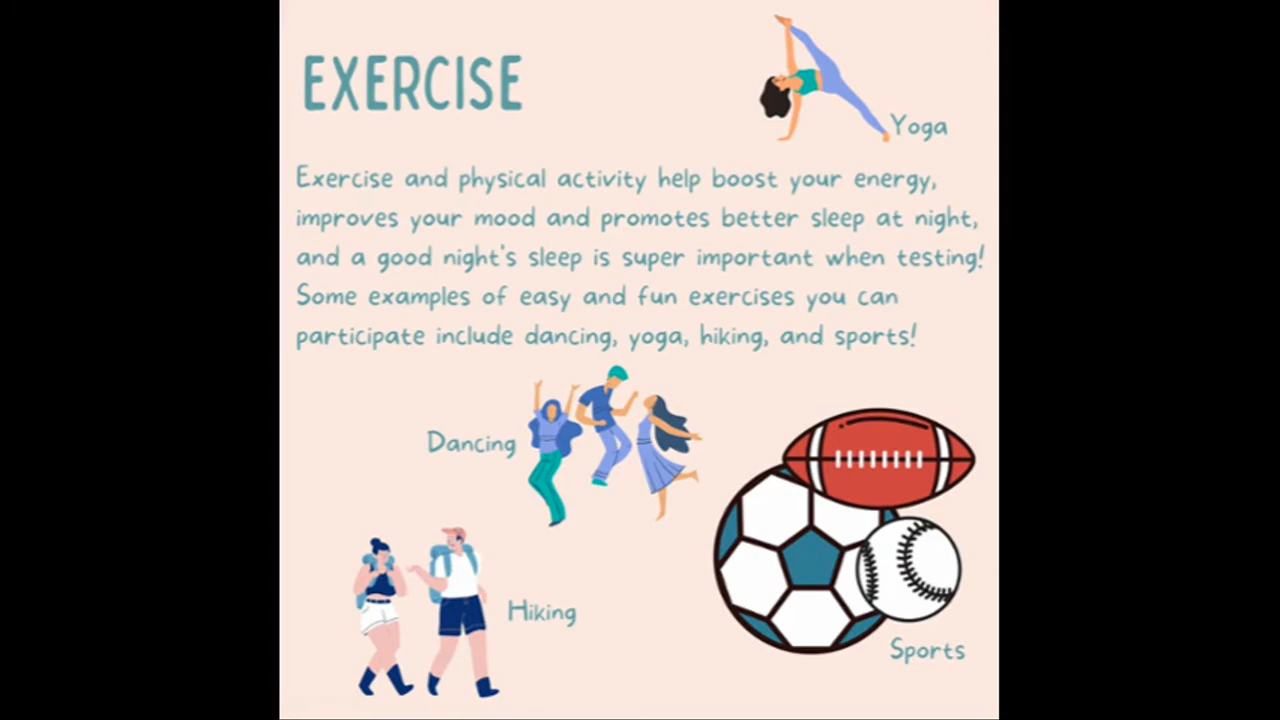 EXERCISE
Yoga
Exercise and physical activity help boost your energy,
improves your mood and promotes better sleep at night,
and a good night's sleep is super important when testing!
Some examples of easy and fun exercises you can
participate include dancing, yoga, hiking, and sports!
Dancing
Hiking
Sports